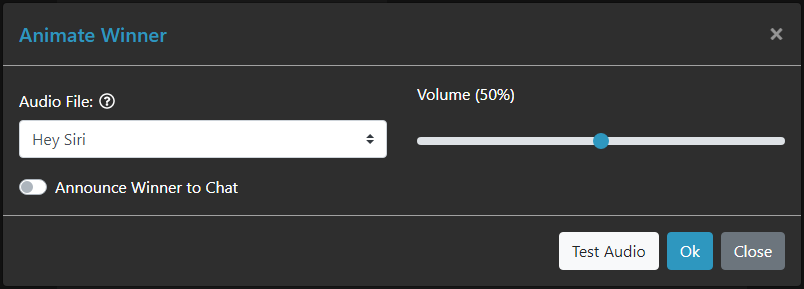 Animate Winner
×
Audio File: ?
Volume (50%)
Hey Siri
Announce Winner to Chat
Test Audio
Ok
Close